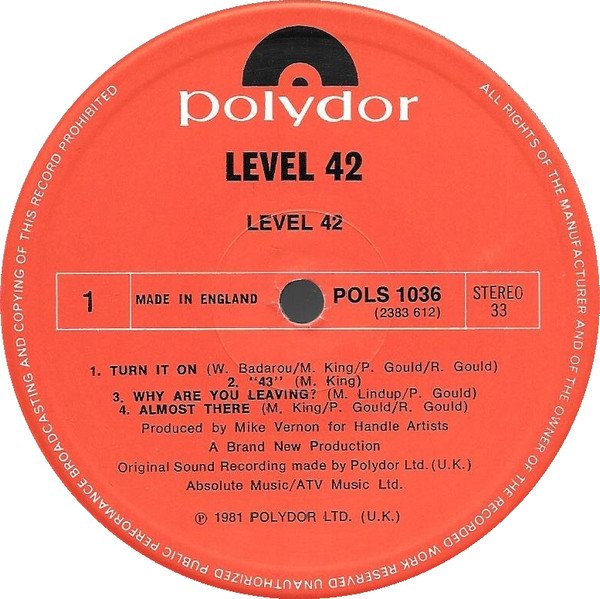 polydor
LEVEL 42
LEVEL 42
1
MADE IN ENGLAND
POLS 1036
(2383 612)
STEREO
33
1. TURN IT ON (W. Badarou/M. King/P. Gould/R. Gould)
2. "43" (M. King)
3. WHY ARE YOU LEAVING? (M. Lindup/P. Gould)
4. ALMOST THERE (M. King/P. Gould/R. Gould)
Produced by Mike Vernon for Handle Artists
A Brand New Production
Original Sound Recording made by Polydor Ltd. (U.K.)
Absolute Music/ATV Music Ltd.
℗ 1981 POLYDOR LTD. (U.K.)
ALL RIGHTS OF THE MANUFACTURER AND OF THE OWNER OF THE RECORDED WORK RESERVED UNAUTHORIZED PUBLIC PERFORMANCE BROADCASTING AND COPYING OF THIS RECORD PROHIBITED